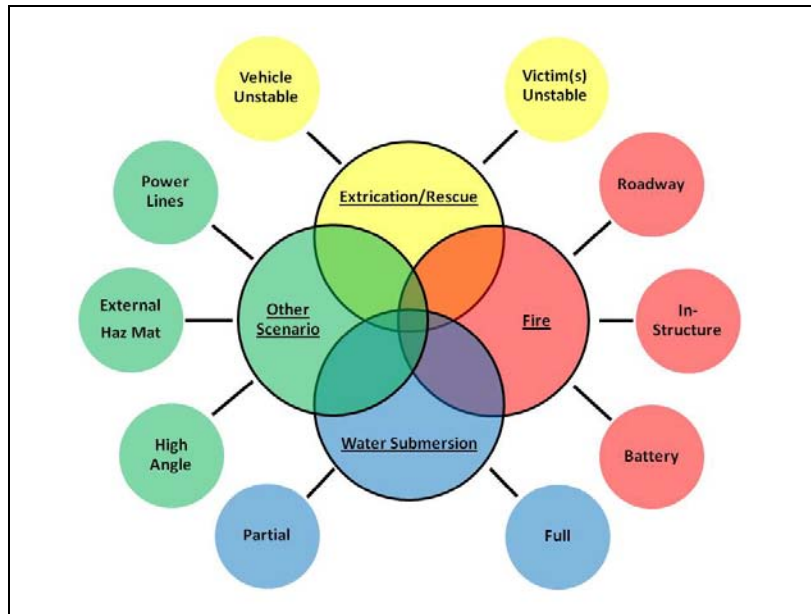 Vehicle
Unstable
Victim(s)
Unstable
Power
Lines
Extrication/Rescue
Roadway
External
Haz Mat
Other
Scenario
Fire
In-
Structure
High
Angle
Water Submersion
Battery
Partial
Full